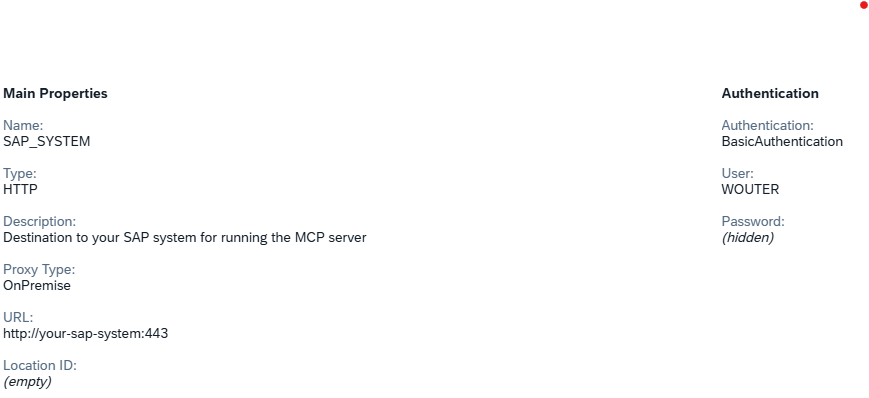 Main Properties
Name:
SAP_SYSTEM
Type:
HTTP
Description:
Destination to your SAP system for running the MCP server
Proxy Type:
OnPremise
URL:
http://your-sap-system:443
Location ID:
(empty)
Authentication
Authentication:
BasicAuthentication
User:
WOUTER
Password:
(hidden)